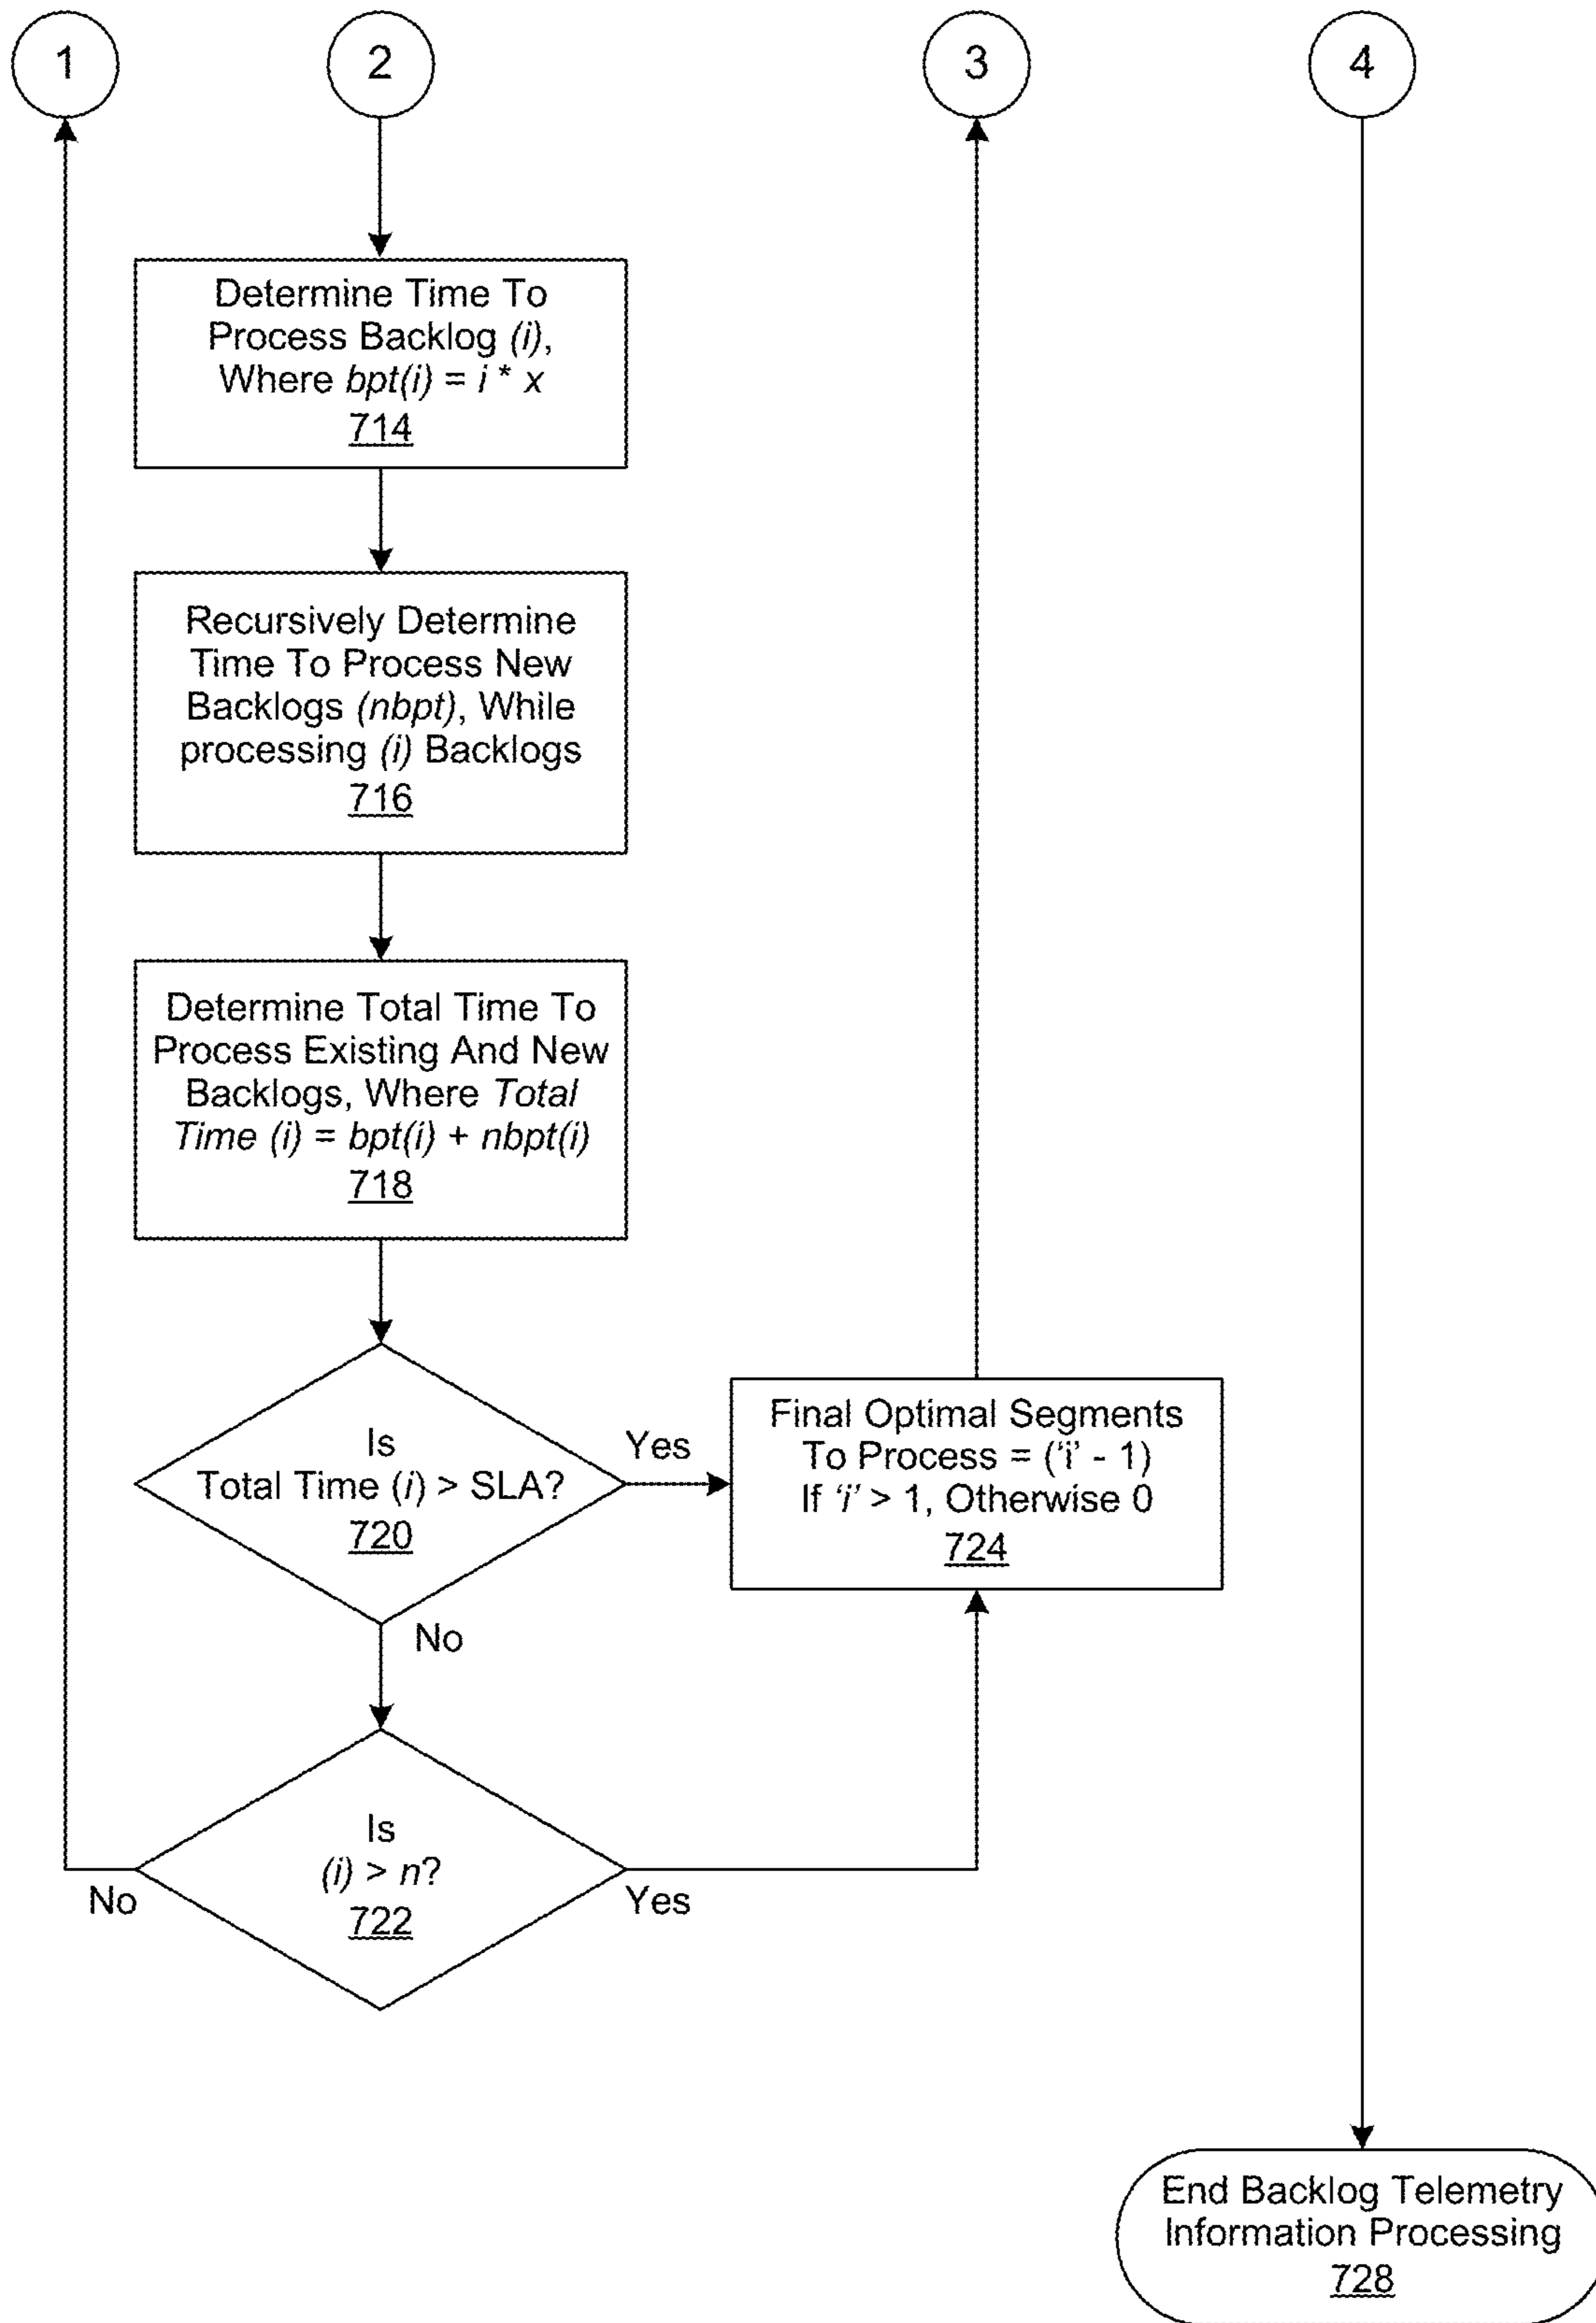 1
2
3
4
Determine Time To
Process Backlog (i),
Where bpt(i) = i * x
714
Recursively Determine
Time To Process New
Backlogs (nbpt), While
processing (i) Backlogs
716
Determine Total Time To
Process Existing And New
Backlogs, Where Total
Time (i) = bpt(i) + nbpt(i)
718
Is
Total Time (i) > SLA?
720
Yes
No
Final Optimal Segments
To Process = (‘i’ - 1)
If ‘i’ > 1, Otherwise 0
724
Is
(i) > n?
722
No
Yes
End Backlog Telemetry
Information Processing
728